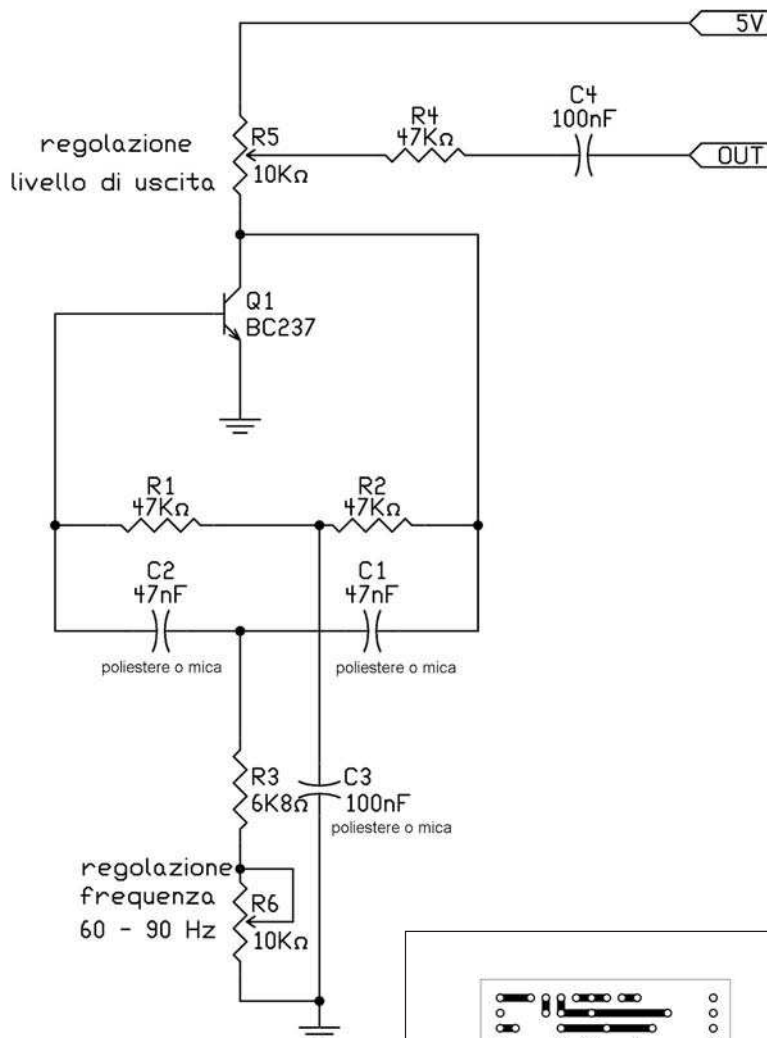 5V
C4
100nF
R4
47KΩ
OUT
R5
10KΩ
regolazione
livello di uscita
Q1
BC237
R1
47KΩ
R2
47KΩ
C2
47nF
poliestere o mica
C1
47nF
poliestere o mica
R3
6K8Ω
C3
100nF
poliestere o mica
regolazione
frequenza
60 - 90 Hz
R6
10KΩ